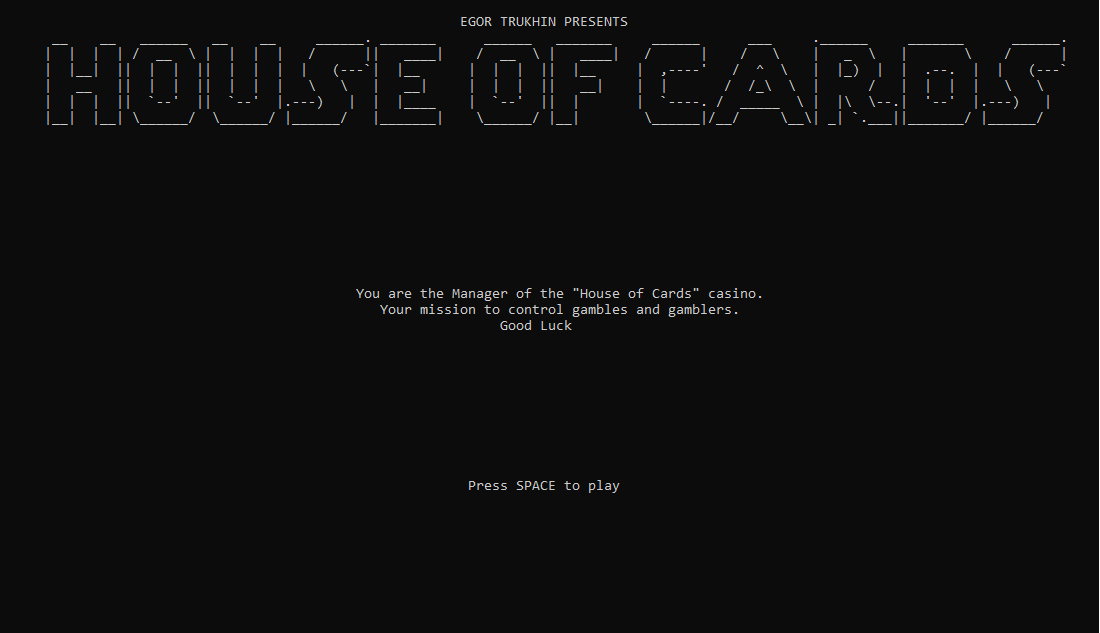 EGOR TRUKHIN PRESENTS
HOUSE OF CARDS
You are the Manager of the "House of Cards" casino.
Your mission to control gambles and gamblers.
Good Luck
Press SPACE to play